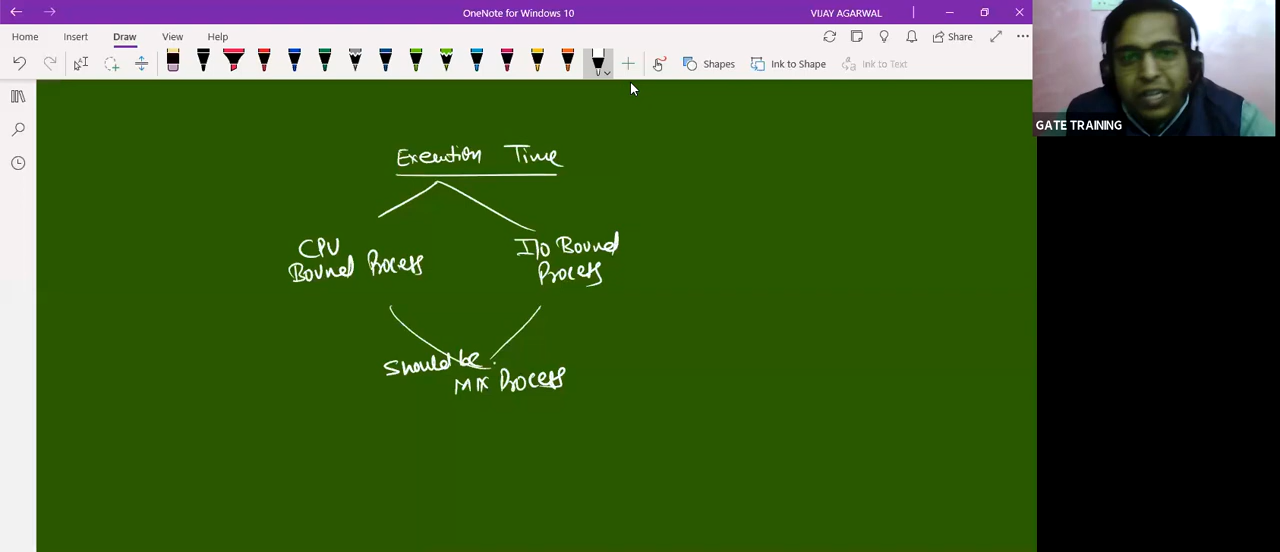 OneNote for Windows 10
VIJAY AGARWAL
Home
Insert
Draw
View
Help
Share
Shapes
Ink to Shape
Ink to Text
GATE TRAINING
Execution Time
CPU
Bound Process
I/O Bound
Process
Should be
Mix Process